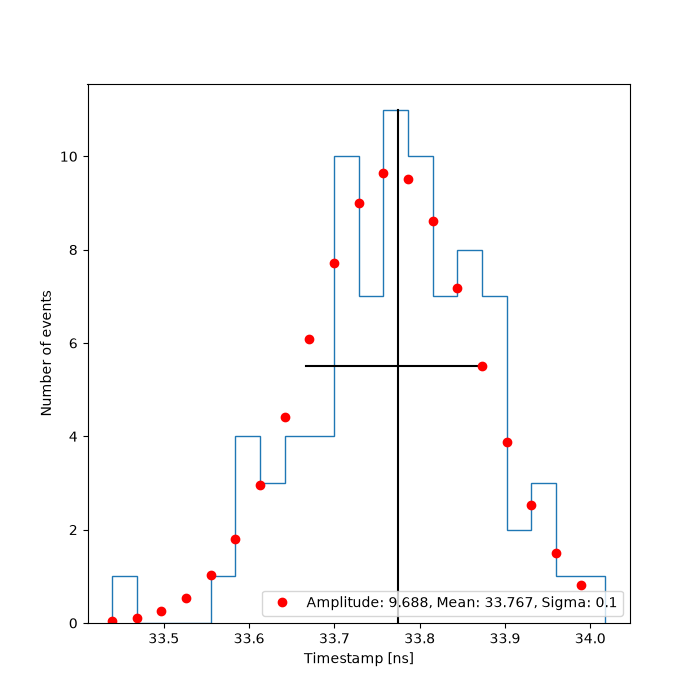 10
8
6
4
2
0
Number of events
Amplitude: 9.688, Mean: 33.767, Sigma: 0.1
33.5 33.6 33.7 33.8 33.9 34.0
Timestamp [ns]